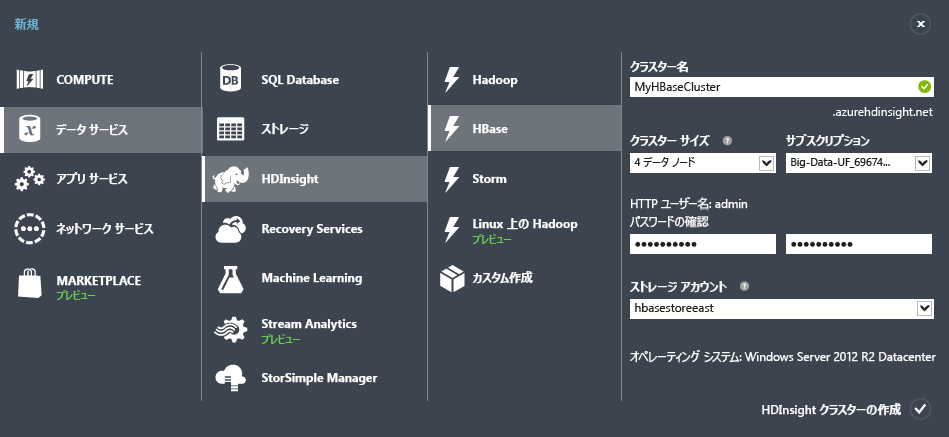 新規
COMPUTE
データ サービス
アプリ サービス
ネットワーク サービス
MARKETPLACE
プレビュー
DB
SQL Database
ストレージ
HDInsight
Recovery Services
Machine Learning
Stream Analytics
プレビュー
StorSimple Manager
Hadoop
HBase
Storm
Linux 上の Hadoop
プレビュー
カスタム作成
クラスター名
MyHBaseCluster
.azurehdinsight.net
クラスター サイズ ? サブスクリプション
4 データ ノード Big-Data-UF_69674...
HTTP ユーザー名: admin
パスワードの確認
●●●●●●●●●● ●●●●●●●●●●
ストレージ アカウント ?
hbasestoreeast
オペレーティング システム: Windows Server 2012 R2 Datacenter
HDInsight クラスターの作成